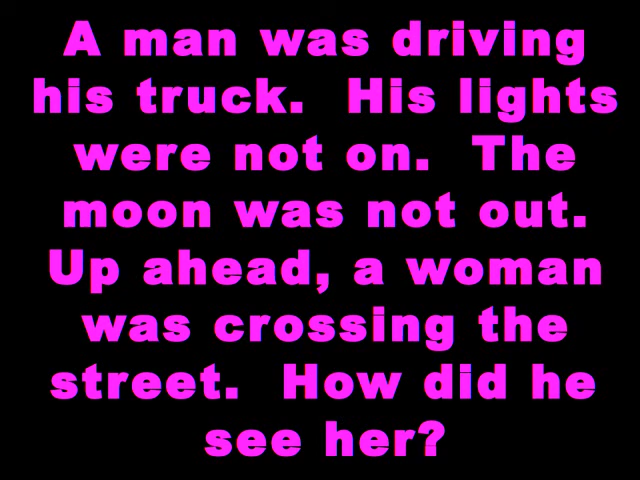 A man was driving
his truck.  His lights
were not on.  The
moon was not out.
Up ahead, a woman
was crossing the
street.  How did he
see her?